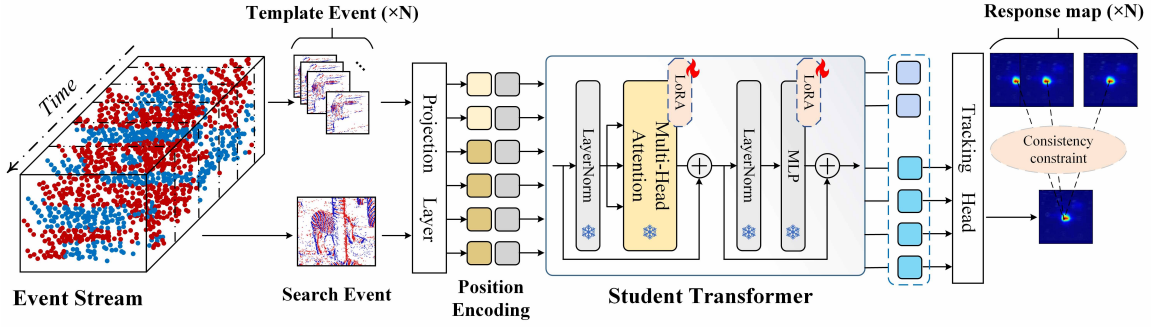 Template Event (×N)
Response map (×N)
Time
...
Projection
Layer
LayerNorm
Multi-Head
Attention
LoRA
LayerNorm
MLP
LoRA
Tracking
Head
Consistency
constraint
Event Stream
Search Event
Position
Encoding
Student Transformer